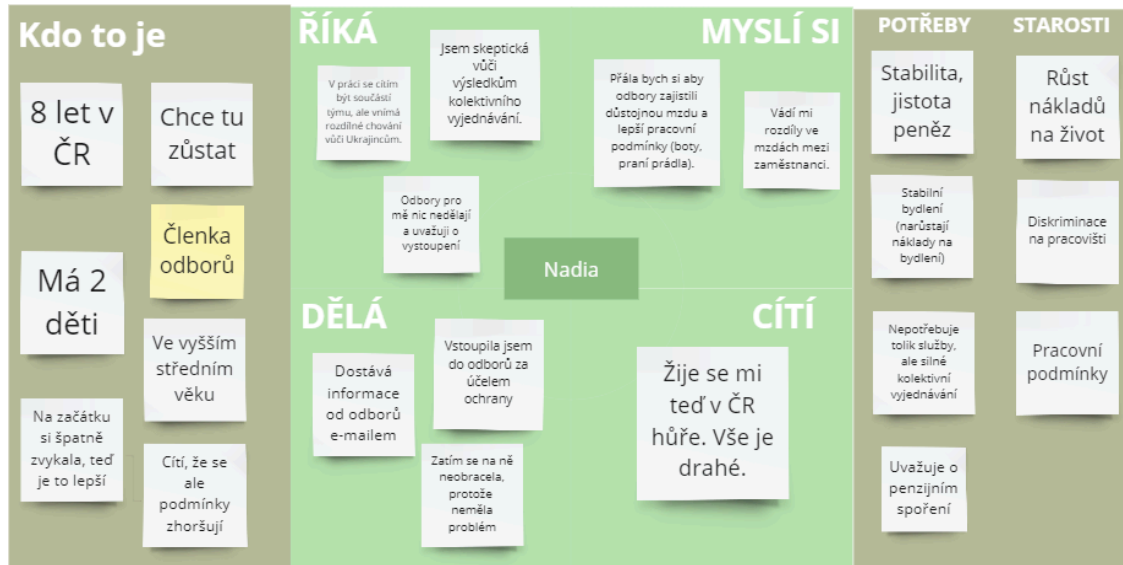 Kdo to je
8 let v
ČR
Chce tu
zůstat
Členka
odborů
Má 2
děti
Ve vyšším
středním
věku
Na začátku
si špatně
zvykala, teď
je to lepší
Cítí, že se
ale
podmínky
zhoršují
ŘÍKÁ
V práci se cítím
být součástí
týmu, ale vnímá
rozdílné chování
vůči Ukrajincům.
Jsem skeptická
vůči
výsledkům
kolektivního
vyjednávání.
Odbory pro
mě nic nedělají
a uvažuji o
vystoupení
MYSLÍ SI
Přála bych si aby
odbory zajistili
důstojnou mzdu a
lepší pracovní
podmínky (boty,
praní prádla).
Vádí mi
rozdíly ve
mzdách mezi
zaměstnanci.
Nadia
DĚLÁ
Dostává
informace
od odborů
e-mailem
Vstoupila jsem
do odborů za
účelem
ochrany
Zatím se na ně
neobracela,
protože
neměla
problém
CÍTÍ
Žije se mi
teď v ČR
hůře. Vše je
drahé.
POTŘEBY
Stabilita,
jistota
peněz
Stabilní
bydlení
(narůstají
náklady na
bydlení)
Nepotřebuje
tolik služby,
ale silné
kolektivní
vyjednávání
Uvažuje o
penzijním
spoření
STAROSTI
Růst
nákladů
na život
Diskriminace
na pracovišti
Pracovní
podmínky